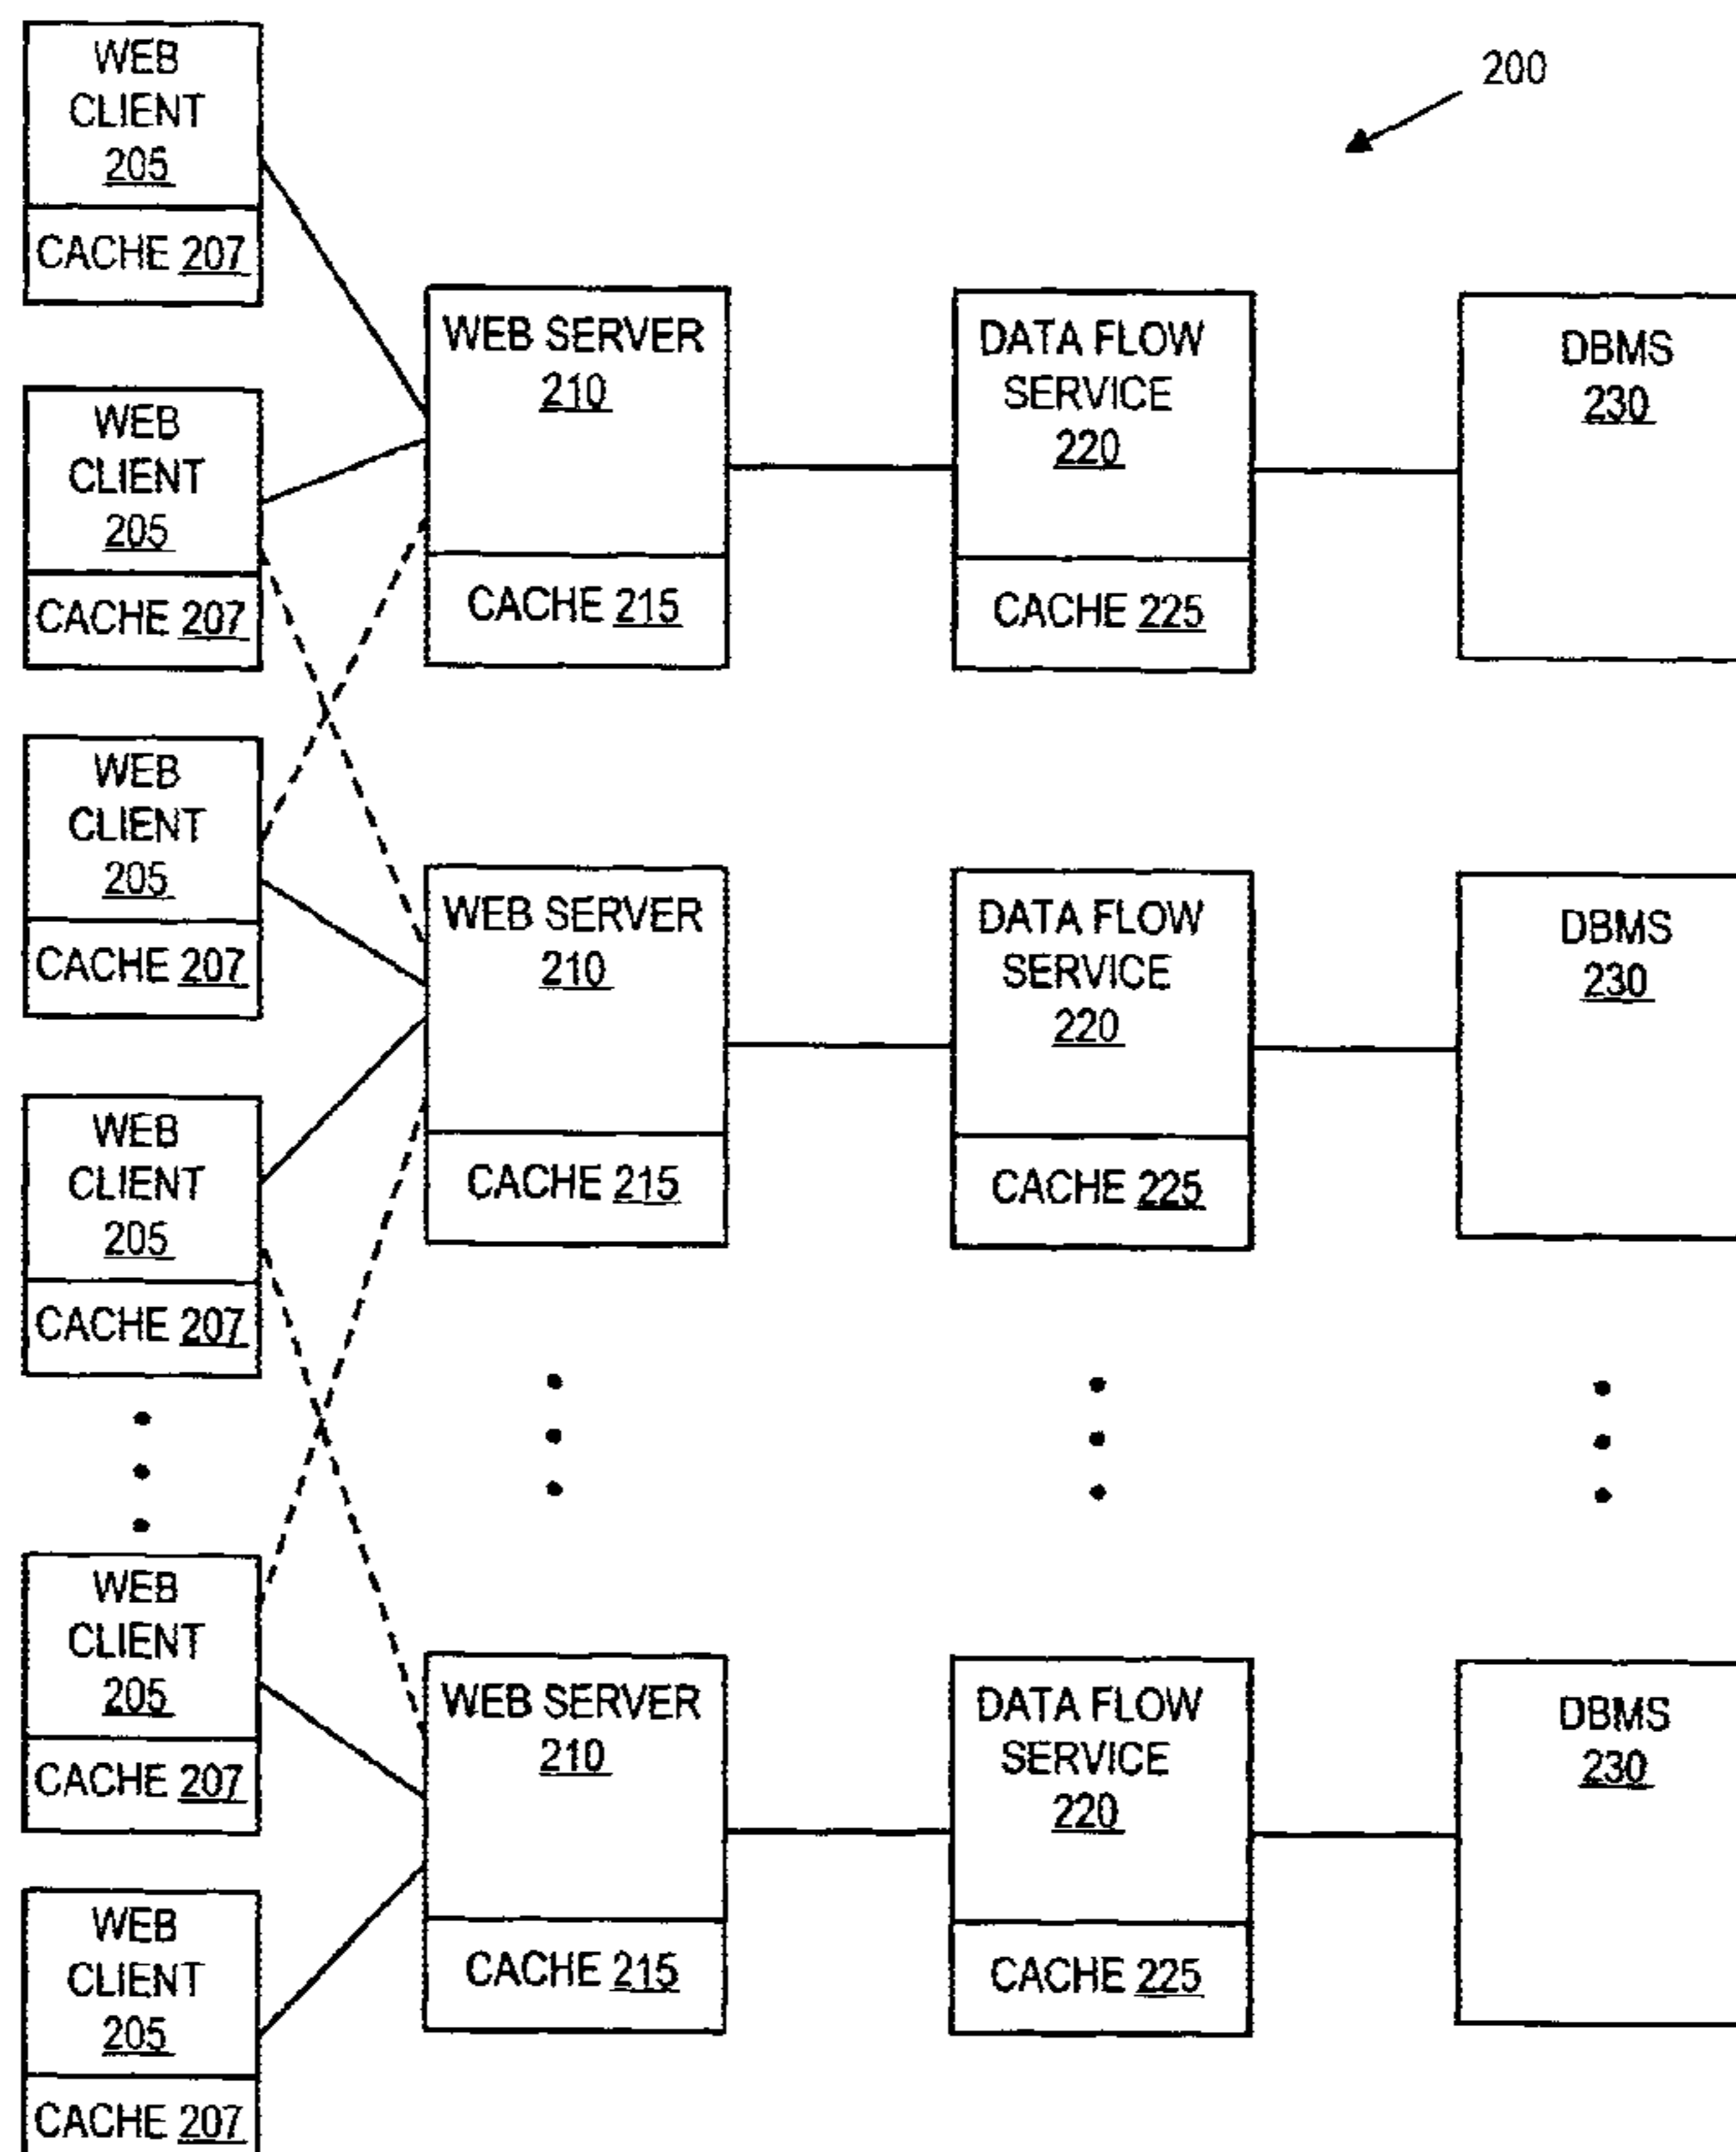 200
WEB
CLIENT
205
CACHE 207
WEB
CLIENT
205
CACHE 207
WEB
CLIENT
205
CACHE 207
WEB
CLIENT
205
CACHE 207
WEB
CLIENT
205
CACHE 207
WEB
CLIENT
205
CACHE 207
WEB SERVER
210
CACHE 215
DATA FLOW
SERVICE
220
CACHE 225
DBMS
230
WEB SERVER
210
CACHE 215
DATA FLOW
SERVICE
220
CACHE 225
DBMS
230
WEB SERVER
210
CACHE 215
DATA FLOW
SERVICE
220
CACHE 225
DBMS
230